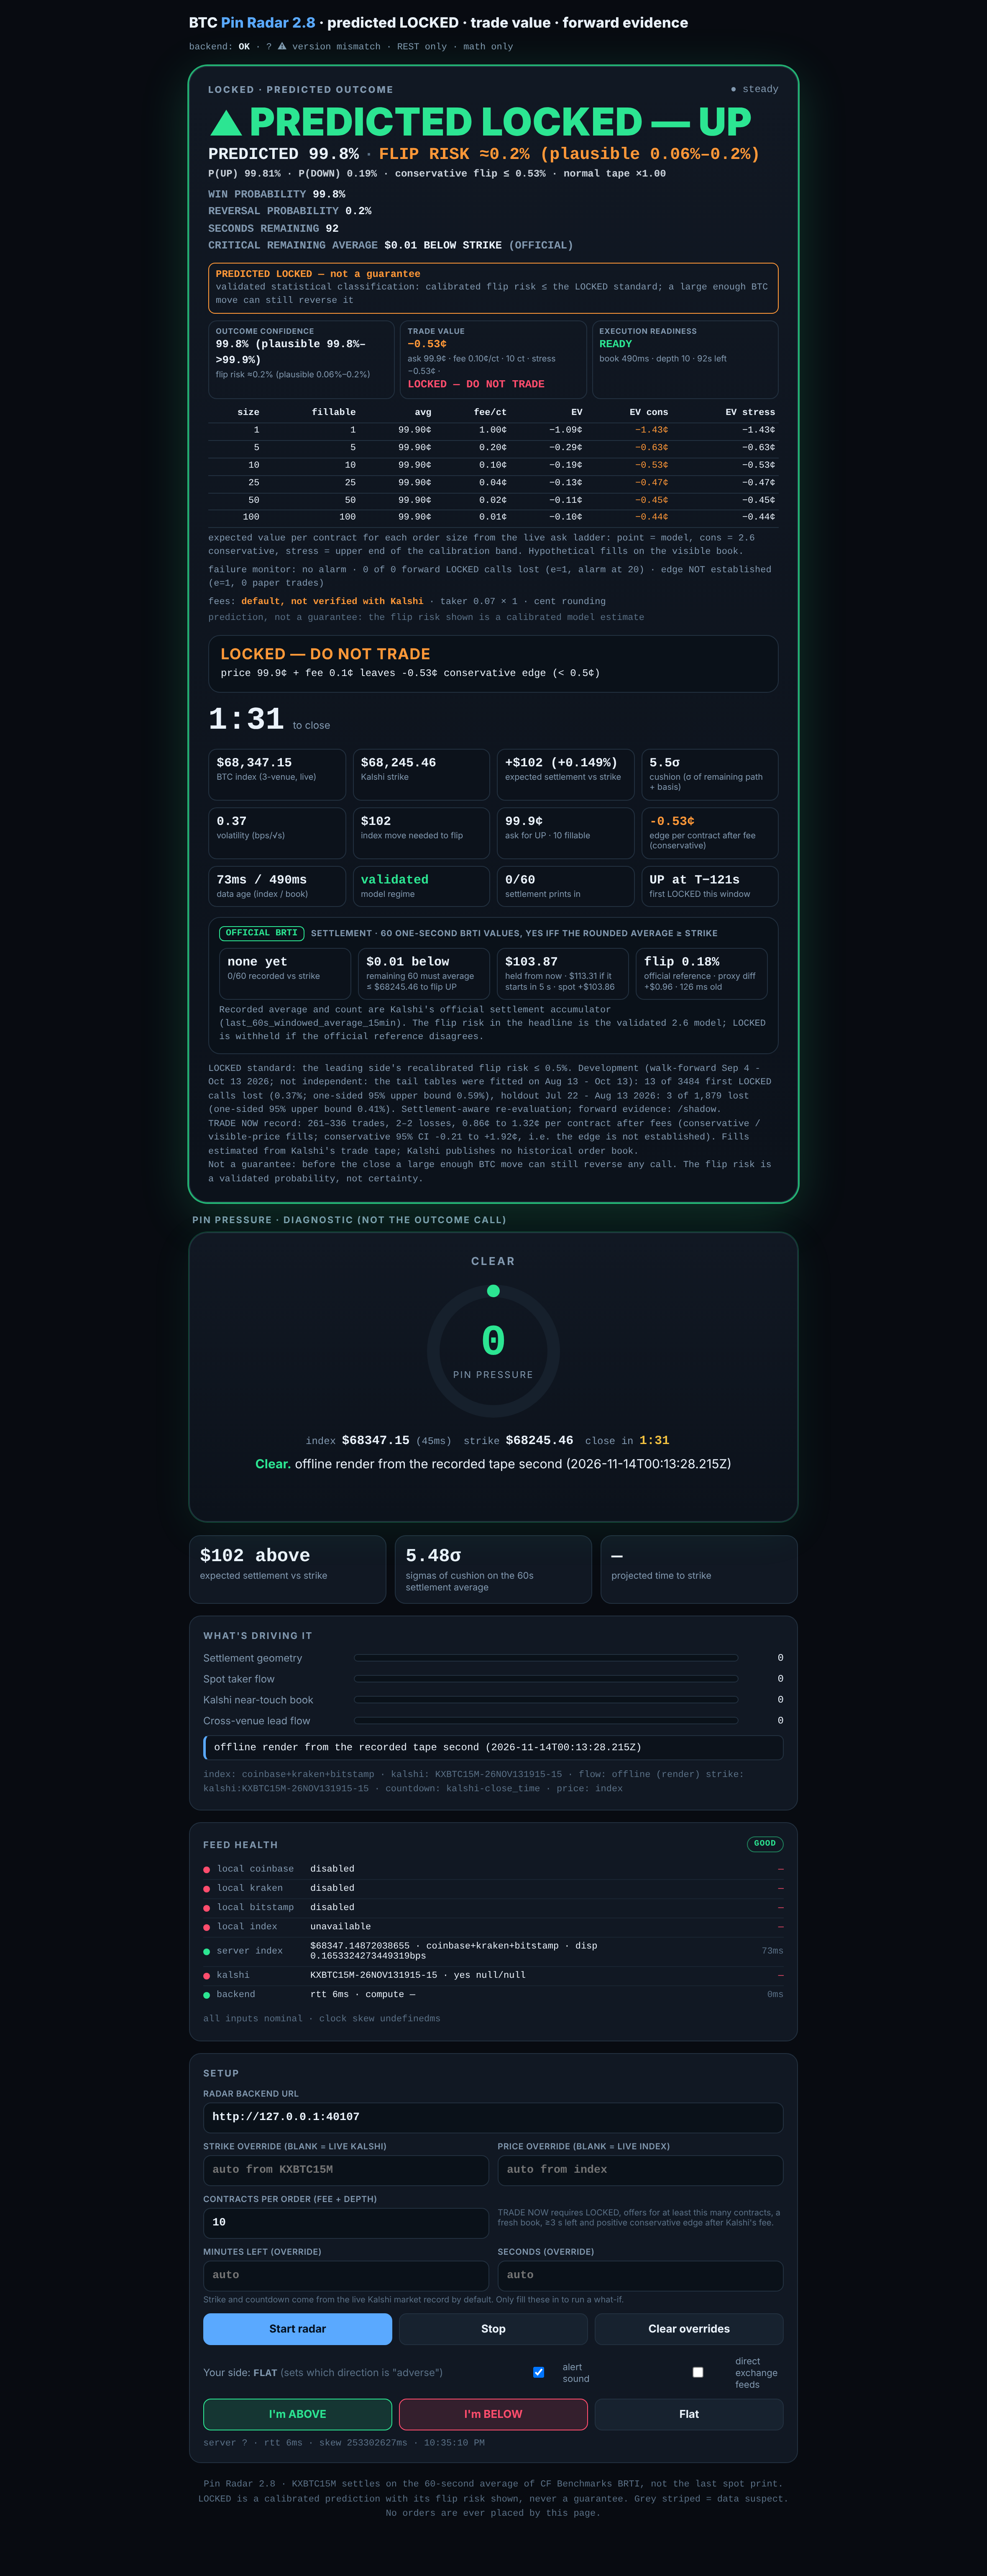 BTC Pin Radar 2.8 · predicted LOCKED · trade value · forward evidence
backend: OK · ? ⚠ version mismatch · REST only · math only
LOCKED · PREDICTED OUTCOME
● steady
▲ PREDICTED LOCKED — UP
PREDICTED 99.8% · FLIP RISK ≈0.2% (plausible 0.06%–0.2%)
P(UP) 99.81% · P(DOWN) 0.19% · conservative flip ≤ 0.53% · normal tape ×1.00
WIN PROBABILITY 99.8%
REVERSAL PROBABILITY 0.2%
SECONDS REMAINING 92
CRITICAL REMAINING AVERAGE $0.01 BELOW STRIKE (OFFICIAL)
PREDICTED LOCKED — not a guarantee
validated statistical classification: calibrated flip risk ≤ the LOCKED standard; a large enough BTC
move can still reverse it
OUTCOME CONFIDENCE
99.8% (plausible 99.8%–
>99.9%)
flip risk ≈0.2% (plausible 0.06%–0.2%)
TRADE VALUE
−0.53¢
ask 99.9¢ · fee 0.10¢/ct · 10 ct · stress
−0.53¢ ·
LOCKED — DO NOT TRADE
EXECUTION READINESS
READY
book 490ms · depth 10 · 92s left
size fillable avg fee/ct EV EV cons EV stress
1 1 99.90¢ 1.00¢ −1.09¢ −1.43¢ −1.43¢
5 5 99.90¢ 0.20¢ −0.29¢ −0.63¢ −0.63¢
10 10 99.90¢ 0.10¢ −0.19¢ −0.53¢ −0.53¢
25 25 99.90¢ 0.04¢ −0.13¢ −0.47¢ −0.47¢
50 50 99.90¢ 0.02¢ −0.11¢ −0.45¢ −0.45¢
100 100 99.90¢ 0.01¢ −0.10¢ −0.44¢ −0.44¢
expected value per contract for each order size from the live ask ladder: point = model, cons = 2.6
conservative, stress = upper end of the calibration band. Hypothetical fills on the visible book.
failure monitor: no alarm · 0 of 0 forward LOCKED calls lost (e=1, alarm at 20) · edge NOT established
(e=1, 0 paper trades)
fees: default, not verified with Kalshi · taker 0.07 × 1 · cent rounding
prediction, not a guarantee: the flip risk shown is a calibrated model estimate
LOCKED — DO NOT TRADE
price 99.9¢ + fee 0.1¢ leaves -0.53¢ conservative edge (< 0.5¢)
1:31 to close
$68,347.15
BTC index (3-venue, live)
$68,245.46
Kalshi strike
+$102 (+0.149%)
expected settlement vs strike
5.5σ
cushion (σ of remaining path
+ basis)
0.37
volatility (bps/√s)
$102
index move needed to flip
99.9¢
ask for UP · 10 fillable
-0.53¢
edge per contract after fee
(conservative)
73ms / 490ms
data age (index / book)
validated
model regime
0/60
settlement prints in
UP at T−121s
first LOCKED this window
OFFICIAL BRTI SETTLEMENT · 60 ONE-SECOND BRTI VALUES, YES IFF THE ROUNDED AVERAGE ≥ STRIKE
none yet
0/60 recorded vs strike
$0.01 below
remaining 60 must average
≤ $68245.46 to flip UP
$103.87
held from now · $113.31 if it
starts in 5 s · spot +$103.86
flip 0.18%
official reference · proxy diff
+$0.96 · 126 ms old
Recorded average and count are Kalshi's official settlement accumulator
(last_60s_windowed_average_15min). The flip risk in the headline is the validated 2.6 model; LOCKED
is withheld if the official reference disagrees.
LOCKED standard: the leading side's recalibrated flip risk ≤ 0.5%. Development (walk-forward Sep 4 -
Oct 13 2026; not independent: the tail tables were fitted on Aug 13 - Oct 13): 13 of 3484 first LOCKED
calls lost (0.37%; one-sided 95% upper bound 0.59%), holdout Jul 22 - Aug 13 2026: 3 of 1,879 lost
(one-sided 95% upper bound 0.41%). Settlement-aware re-evaluation; forward evidence: /shadow.
TRADE NOW record: 261–336 trades, 2–2 losses, 0.86¢ to 1.32¢ per contract after fees (conservative /
visible-price fills; conservative 95% CI -0.21 to +1.92¢, i.e. the edge is not established). Fills
estimated from Kalshi's trade tape; Kalshi publishes no historical order book.
Not a guarantee: before the close a large enough BTC move can still reverse any call. The flip risk is
a validated probability, not certainty.
PIN PRESSURE · DIAGNOSTIC (NOT THE OUTCOME CALL)
CLEAR
0
PIN PRESSURE
index $68347.15 (45ms) strike $68245.46 close in 1:31
Clear. offline render from the recorded tape second (2026-11-14T00:13:28.215Z)
$102 above
expected settlement vs strike
5.48σ
sigmas of cushion on the 60s
settlement average
—
projected time to strike
WHAT'S DRIVING IT
Settlement geometry 0
Spot taker flow 0
Kalshi near-touch book 0
Cross-venue lead flow 0
offline render from the recorded tape second (2026-11-14T00:13:28.215Z)
index: coinbase+kraken+bitstamp · kalshi: KXBTC15M-26NOV131915-15 · flow: offline (render) strike:
kalshi:KXBTC15M-26NOV131915-15 · countdown: kalshi-close_time · price: index
FEED HEALTH
GOOD
local coinbase disabled —
local kraken disabled —
local bitstamp disabled —
local index unavailable —
server index $68347.14872038655 · coinbase+kraken+bitstamp · disp
0.1653324273449319bps 73ms
kalshi KXBTC15M-26NOV131915-15 · yes null/null —
backend rtt 6ms · compute — 0ms
all inputs nominal · clock skew undefinedms
SETUP
RADAR BACKEND URL
http://127.0.0.1:40107
STRIKE OVERRIDE (BLANK = LIVE KALSHI)
auto from KXBTC15M
PRICE OVERRIDE (BLANK = LIVE INDEX)
auto from index
CONTRACTS PER ORDER (FEE + DEPTH)
10
TRADE NOW requires LOCKED, offers for at least this many contracts, a
fresh book, ≥3 s left and positive conservative edge after Kalshi's fee.
MINUTES LEFT (OVERRIDE)
auto
SECONDS (OVERRIDE)
auto
Strike and countdown come from the live Kalshi market record by default. Only fill these in to run a what-if.
Start radar
Stop
Clear overrides
Your side: FLAT (sets which direction is "adverse")
alert
sound
direct
exchange
feeds
I'm ABOVE
I'm BELOW
Flat
server ? · rtt 6ms · skew 253302627ms · 10:35:10 PM
Pin Radar 2.8 · KXBTC15M settles on the 60-second average of CF Benchmarks BRTI, not the last spot print.
LOCKED is a calibrated prediction with its flip risk shown, never a guarantee. Grey striped = data suspect.
No orders are ever placed by this page.